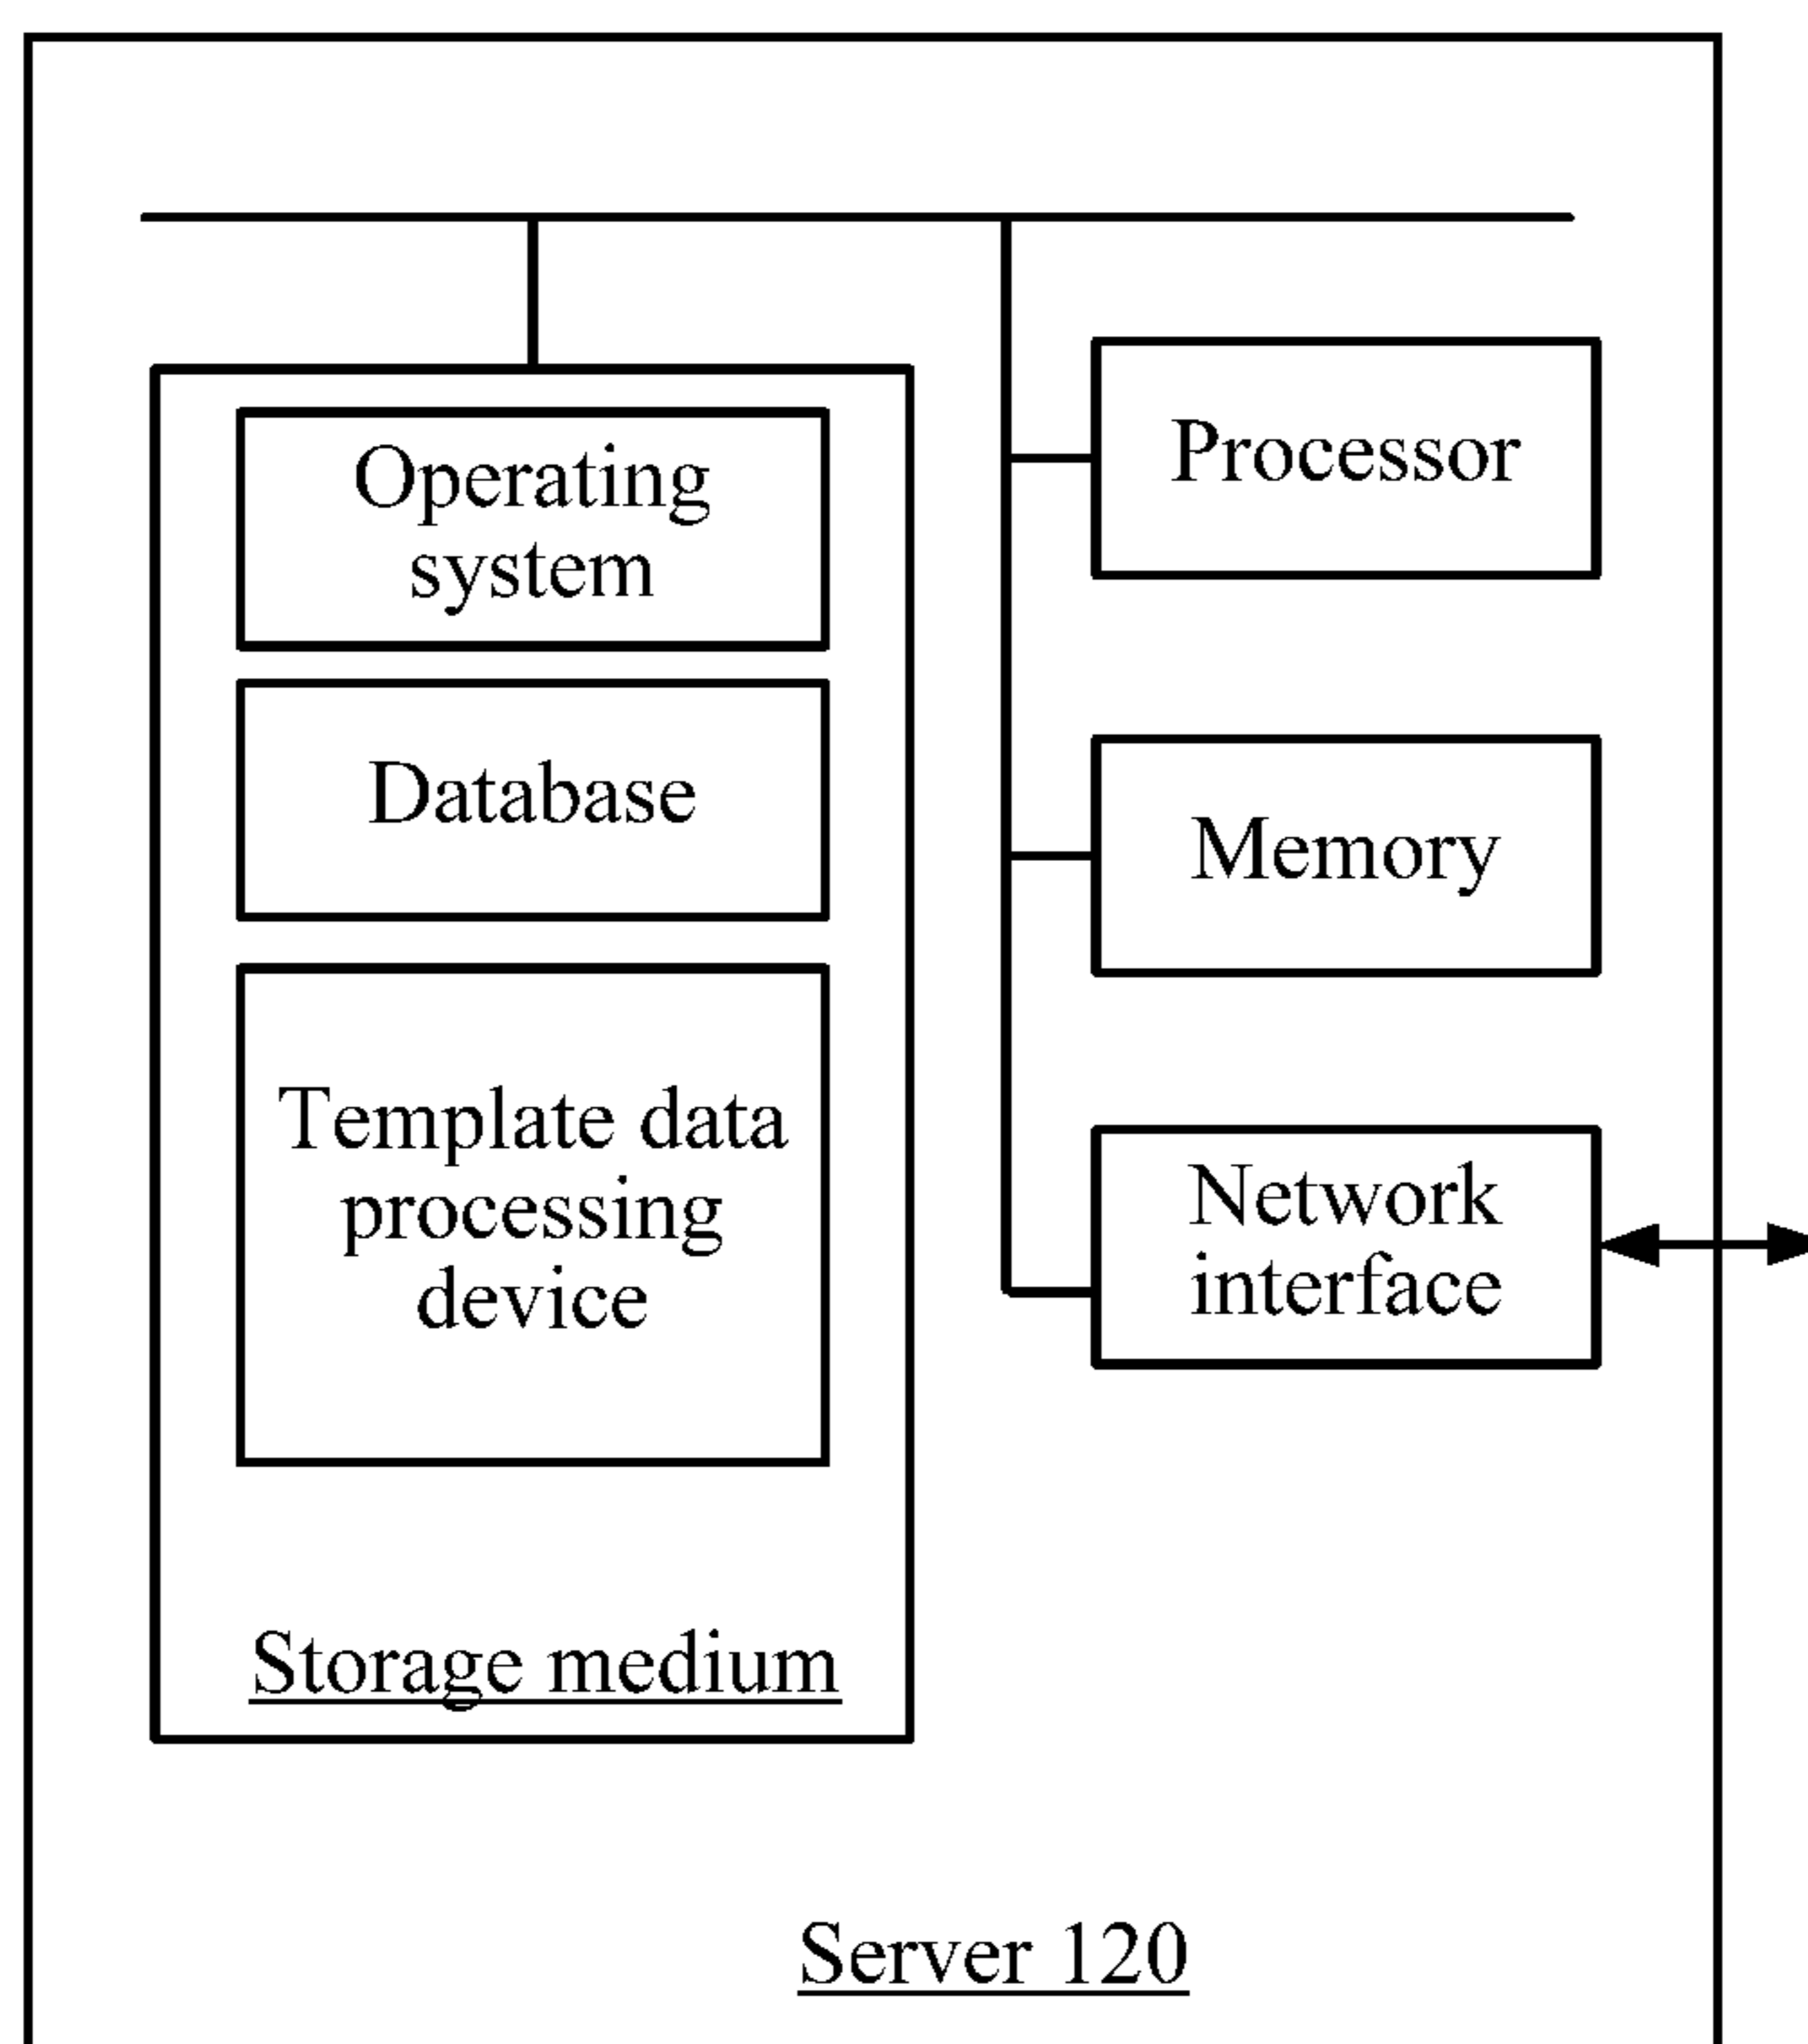 Operating
system
Database
Template data
processing
device
Storage medium
Processor
Memory
Network
interface
Server 120